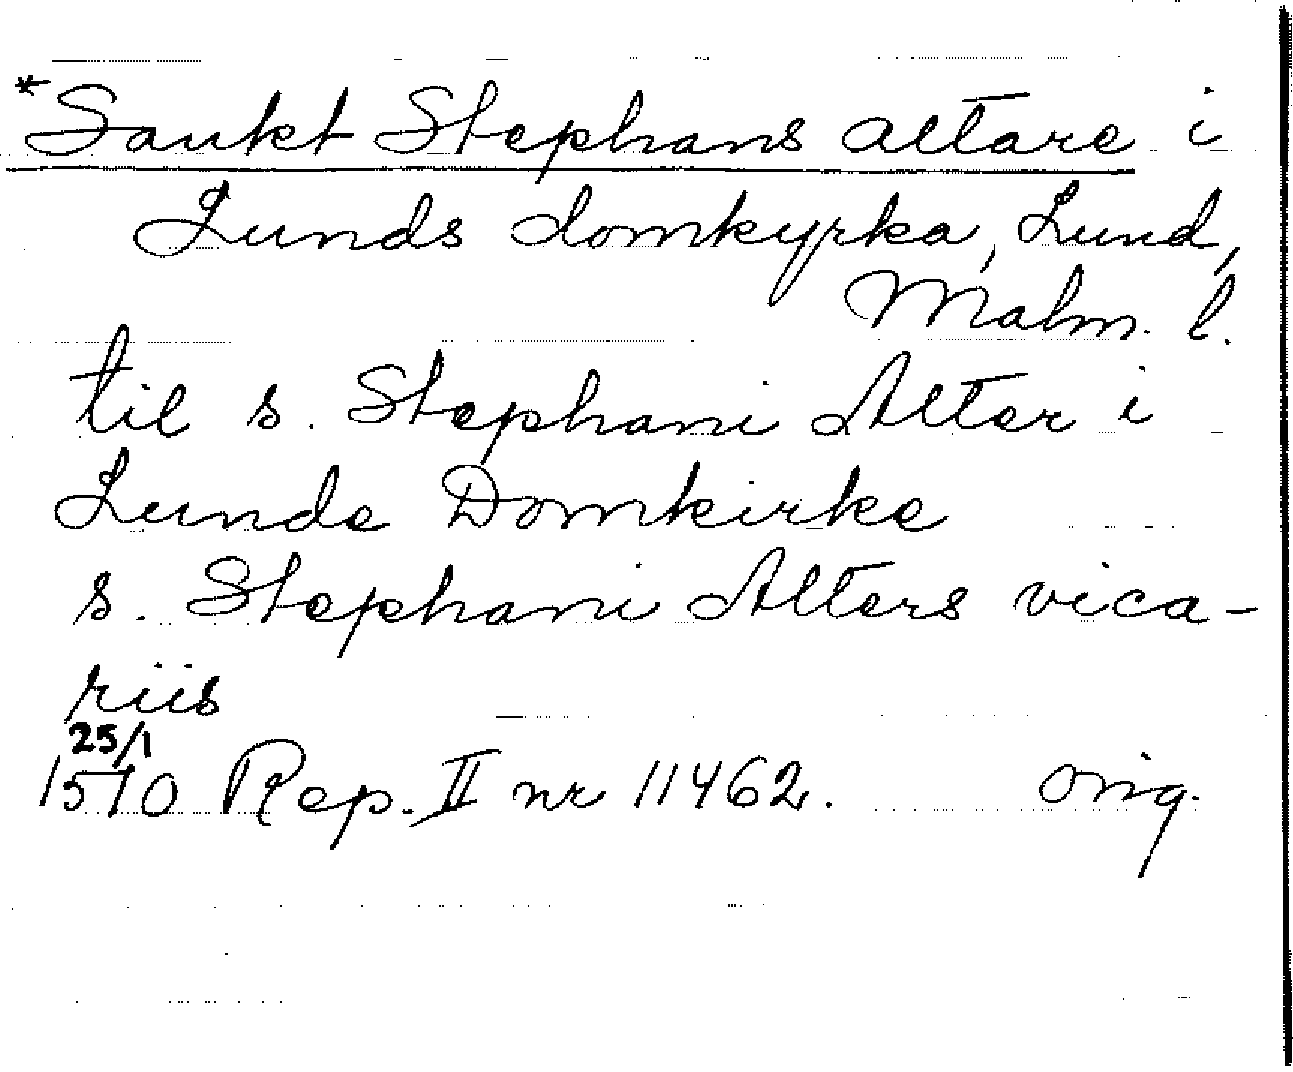 *Sankt Stephans altare i
Lunds domkyrka, Lund,
Malm. l.
til s. Stephani Alter i
Lunde Domkirke
s. Stephani Alters vica-
riis
25/1
1510 Rep. II nr 11462. orig.